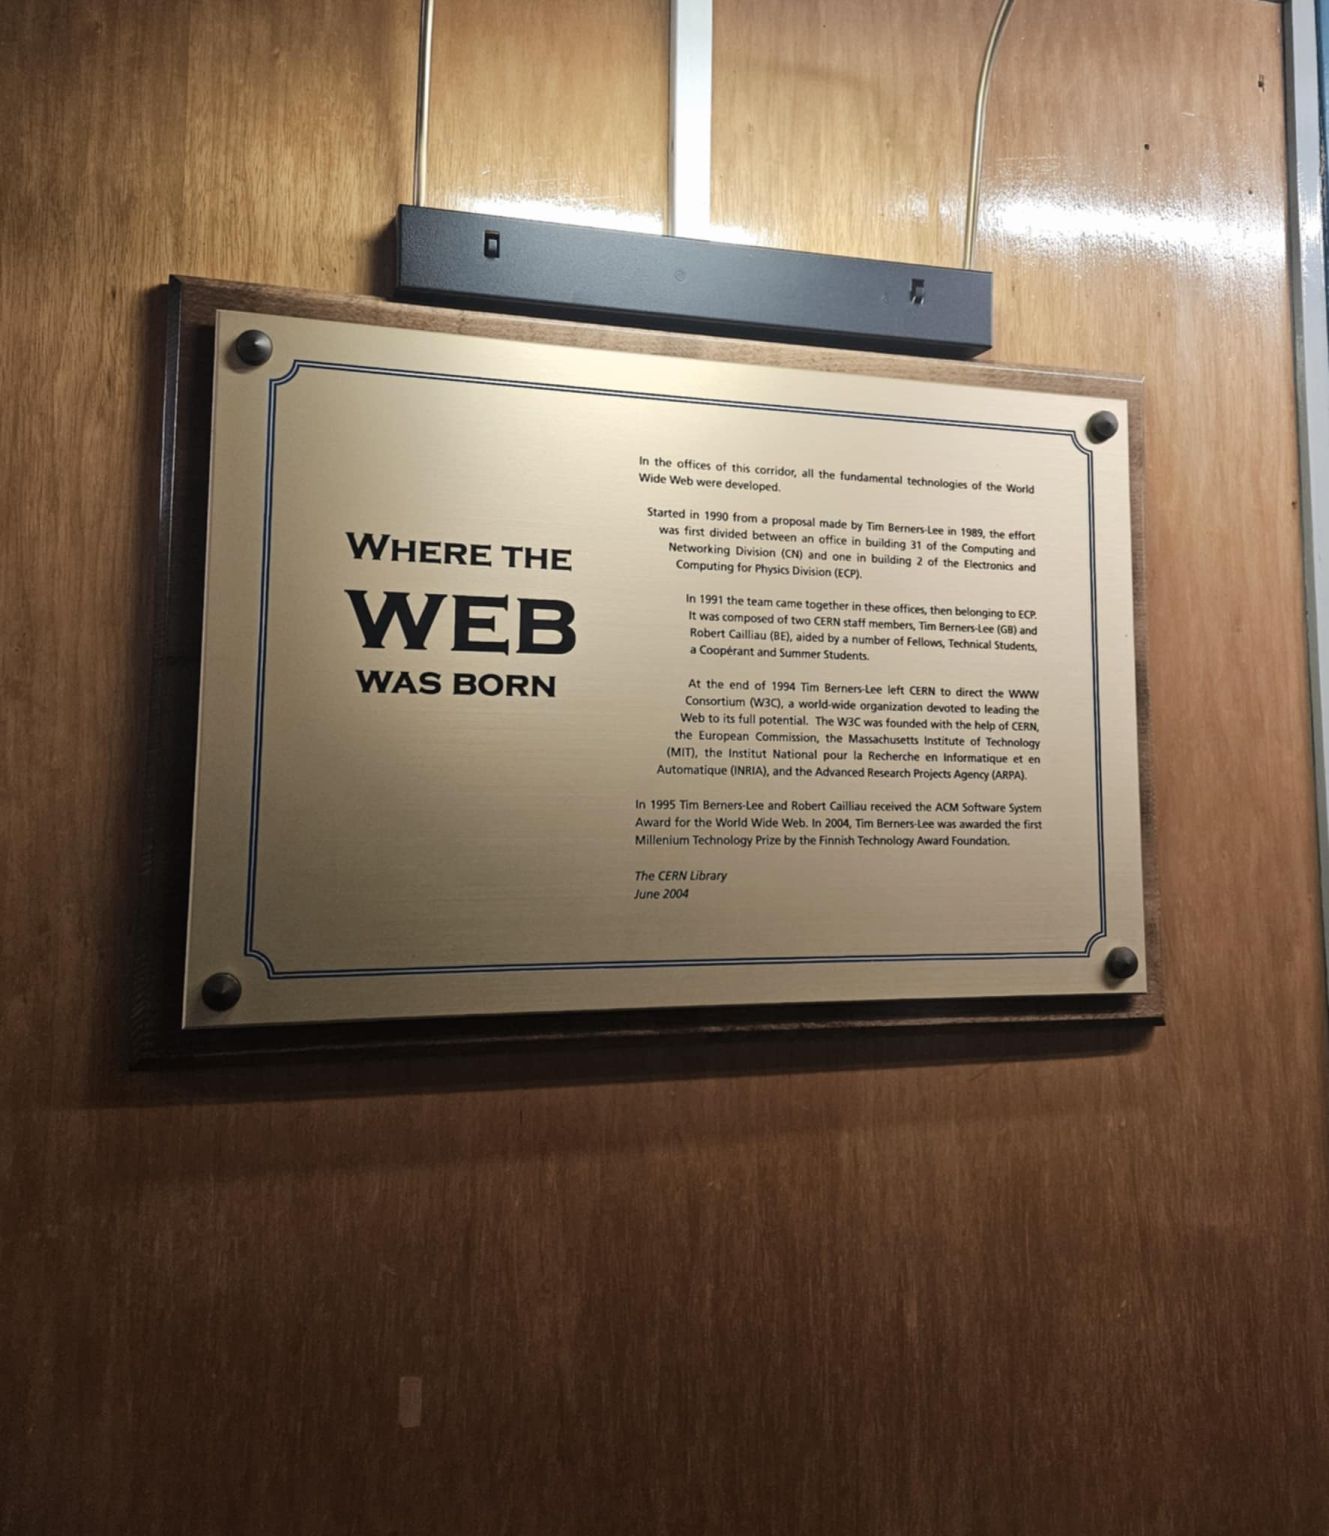 WHERE THE
WEB
WAS BORN
In the offices of this corridor, all the fundamental technologies of the World
Wide Web were developed.
Started in 1990 from a proposal made by Tim Berners-Lee in 1989, the effort
was first divided between an office in building 31 of the Computing and
Networking Division (CN) and one in building 2 of the Electronics and
Computing for Physics Division (ECP).
In 1991 the team came together in these offices, then belonging to ECP.
It was composed of two CERN staff members, Tim Berners-Lee (GB) and
Robert Cailliau (BE), aided by a number of Fellows, Technical Students,
a Coopérant and Summer Students.
At the end of 1994 Tim Berners-Lee left CERN to direct the WWW
Consortium (W3C), a world-wide organization devoted to leading the
Web to its full potential. The W3C was founded with the help of CERN,
the European Commission, the Massachusetts Institute of Technology
(MIT), the Institut National pour la Recherche en Informatique et en
Automatique (INRIA), and the Advanced Research Projects Agency (ARPA).
In 1995 Tim Berners-Lee and Robert Cailliau received the ACM Software System
Award for the World Wide Web. In 2004, Tim Berners-Lee was awarded the first
Millenium Technology Prize by the Finnish Technology Award Foundation.
The CERN Library
June 2004